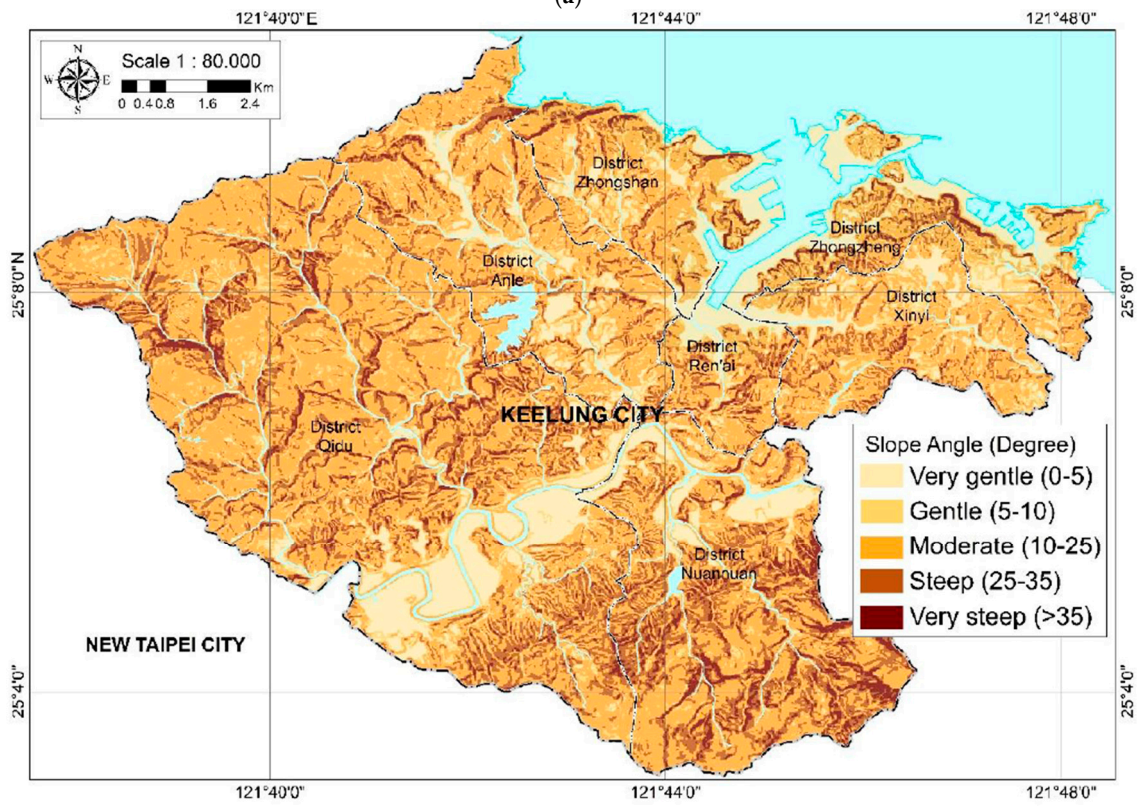 (a)
121°40'0"E
121°44'0"
121°48'0"
N
W
E
S
Scale 1 : 80.000
Km
0 0.4 0.8 1.6 2.4
District
Zhongshan
District
Zhongzheng
District
Anle
25°8'0"N
25°8'0"
District
Xinyi
District
Ren'ai
KEELUNG CITY
District
Qidu
Slope Angle (Degree)
Very gentle (0-5)
Gentle (5-10)
Moderate (10-25)
Steep (25-35)
Very steep (>35)
District
Nuannuan
NEW TAIPEI CITY
25°4'0"
25°4'0"
121°40'0"
121°44'0"
121°48'0"